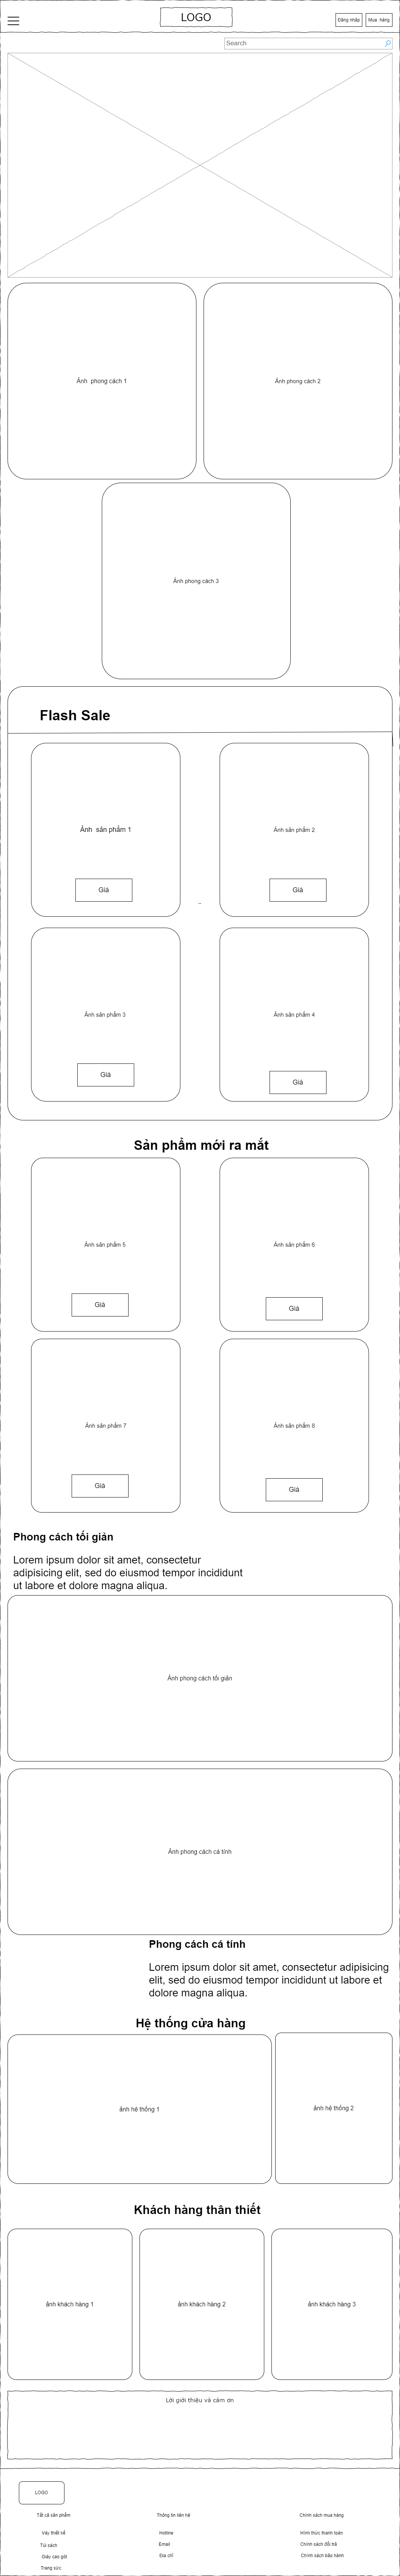 LOGO
Đăng nhập
Mua hàng
Search
Ảnh phong cách 1
Ảnh phong cách 2
Ảnh phong cách 3
Flash Sale
Ảnh sản phẩm 1
Ảnh sản phẩm 2
Giá
Giá
Ảnh sản phẩm 3
Ảnh sản phẩm 4
Giá
Giá
Sản phẩm mới ra mắt
Ảnh sản phẩm 5
Ảnh sản phẩm 6
Giá
Giá
Ảnh sản phẩm 7
Ảnh sản phẩm 8
Giá
Giá
Phong cách tối giản
Lorem ipsum dolor sit amet, consectetur
adipisicing elit, sed do eiusmod tempor incididunt
ut labore et dolore magna aliqua.
Ảnh phong cách tối giản
Ảnh phong cách cá tính
Phong cách cá tính
Lorem ipsum dolor sit amet, consectetur adipisicing
elit, sed do eiusmod tempor incididunt ut labore et
dolore magna aliqua.
Hệ thống cửa hàng
ảnh hệ thống 1
ảnh hệ thống 2
Khách hàng thân thiết
ảnh khách hàng 1
ảnh khách hàng 2
ảnh khách hàng 3
Lời giới thiệu và cảm ơn
LOGO
Tất cả sản phẩm
Thông tin liên hệ
Chính sách mua hàng
Váy thiết kế
Hotline
Hình thức thanh toán
Túi sách
Email
Chính sách đổi trả
Giày cao gót
Địa chỉ
Chính sách bảo hành
Trang sức